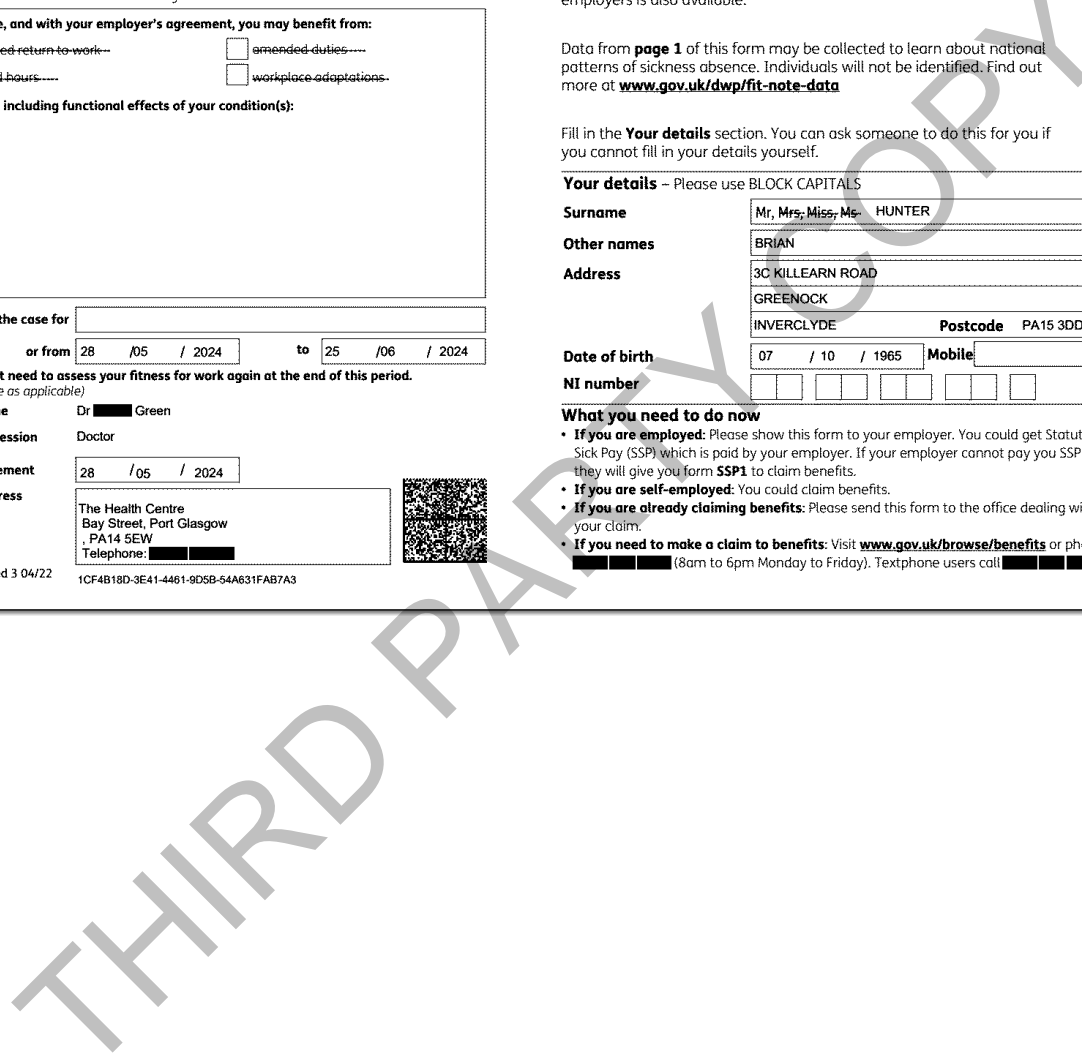 e, and with your employer's agreement, you may benefit from:
ed return to work
amended duties
d hours
workplace adaptations
including functional effects of your condition(s):
the case for
or from 28 /05 / 2024 to 25 /06 / 2024
t need to assess your fitness for work again at the end of this period.
e as applicable)
e Dr Green
ession Doctor
ement 28 / 05 / 2024
ress
The Health Centre
Bay Street, Port Glasgow
, PA14 5EW
Telephone:
ed 3 04/22
1CF4B18D-3E41-4461-9D5B-54A631FAB7A3
employers is also available.
Data from page 1 of this form may be collected to learn about national
patterns of sickness absence. Individuals will not be identified. Find out
more at www.gov.uk/dwp/fit-note-data
Fill in the Your details section. You can ask someone to do this for you if
you cannot fill in your details yourself.
Your details – Please use BLOCK CAPITALS
Surname Mr, Mrs, Miss, Ms HUNTER
Other names BRIAN
Address 3C KILLEARN ROAD
GREENOCK
INVERCLYDE Postcode PA15 3DD
Date of birth 07 / 10 / 1965 Mobile
NI number
What you need to do now
• If you are employed: Please show this form to your employer. You could get Statut
Sick Pay (SSP) which is paid by your employer. If your employer cannot pay you SSP
they will give you form SSP1 to claim benefits.
• If you are self-employed: You could claim benefits.
• If you are already claiming benefits: Please send this form to the office dealing wi
your claim.
• If you need to make a claim to benefits: Visit www.gov.uk/browse/benefits or ph
(8am to 6pm Monday to Friday). Textphone users call
THIRD PARTY COPY